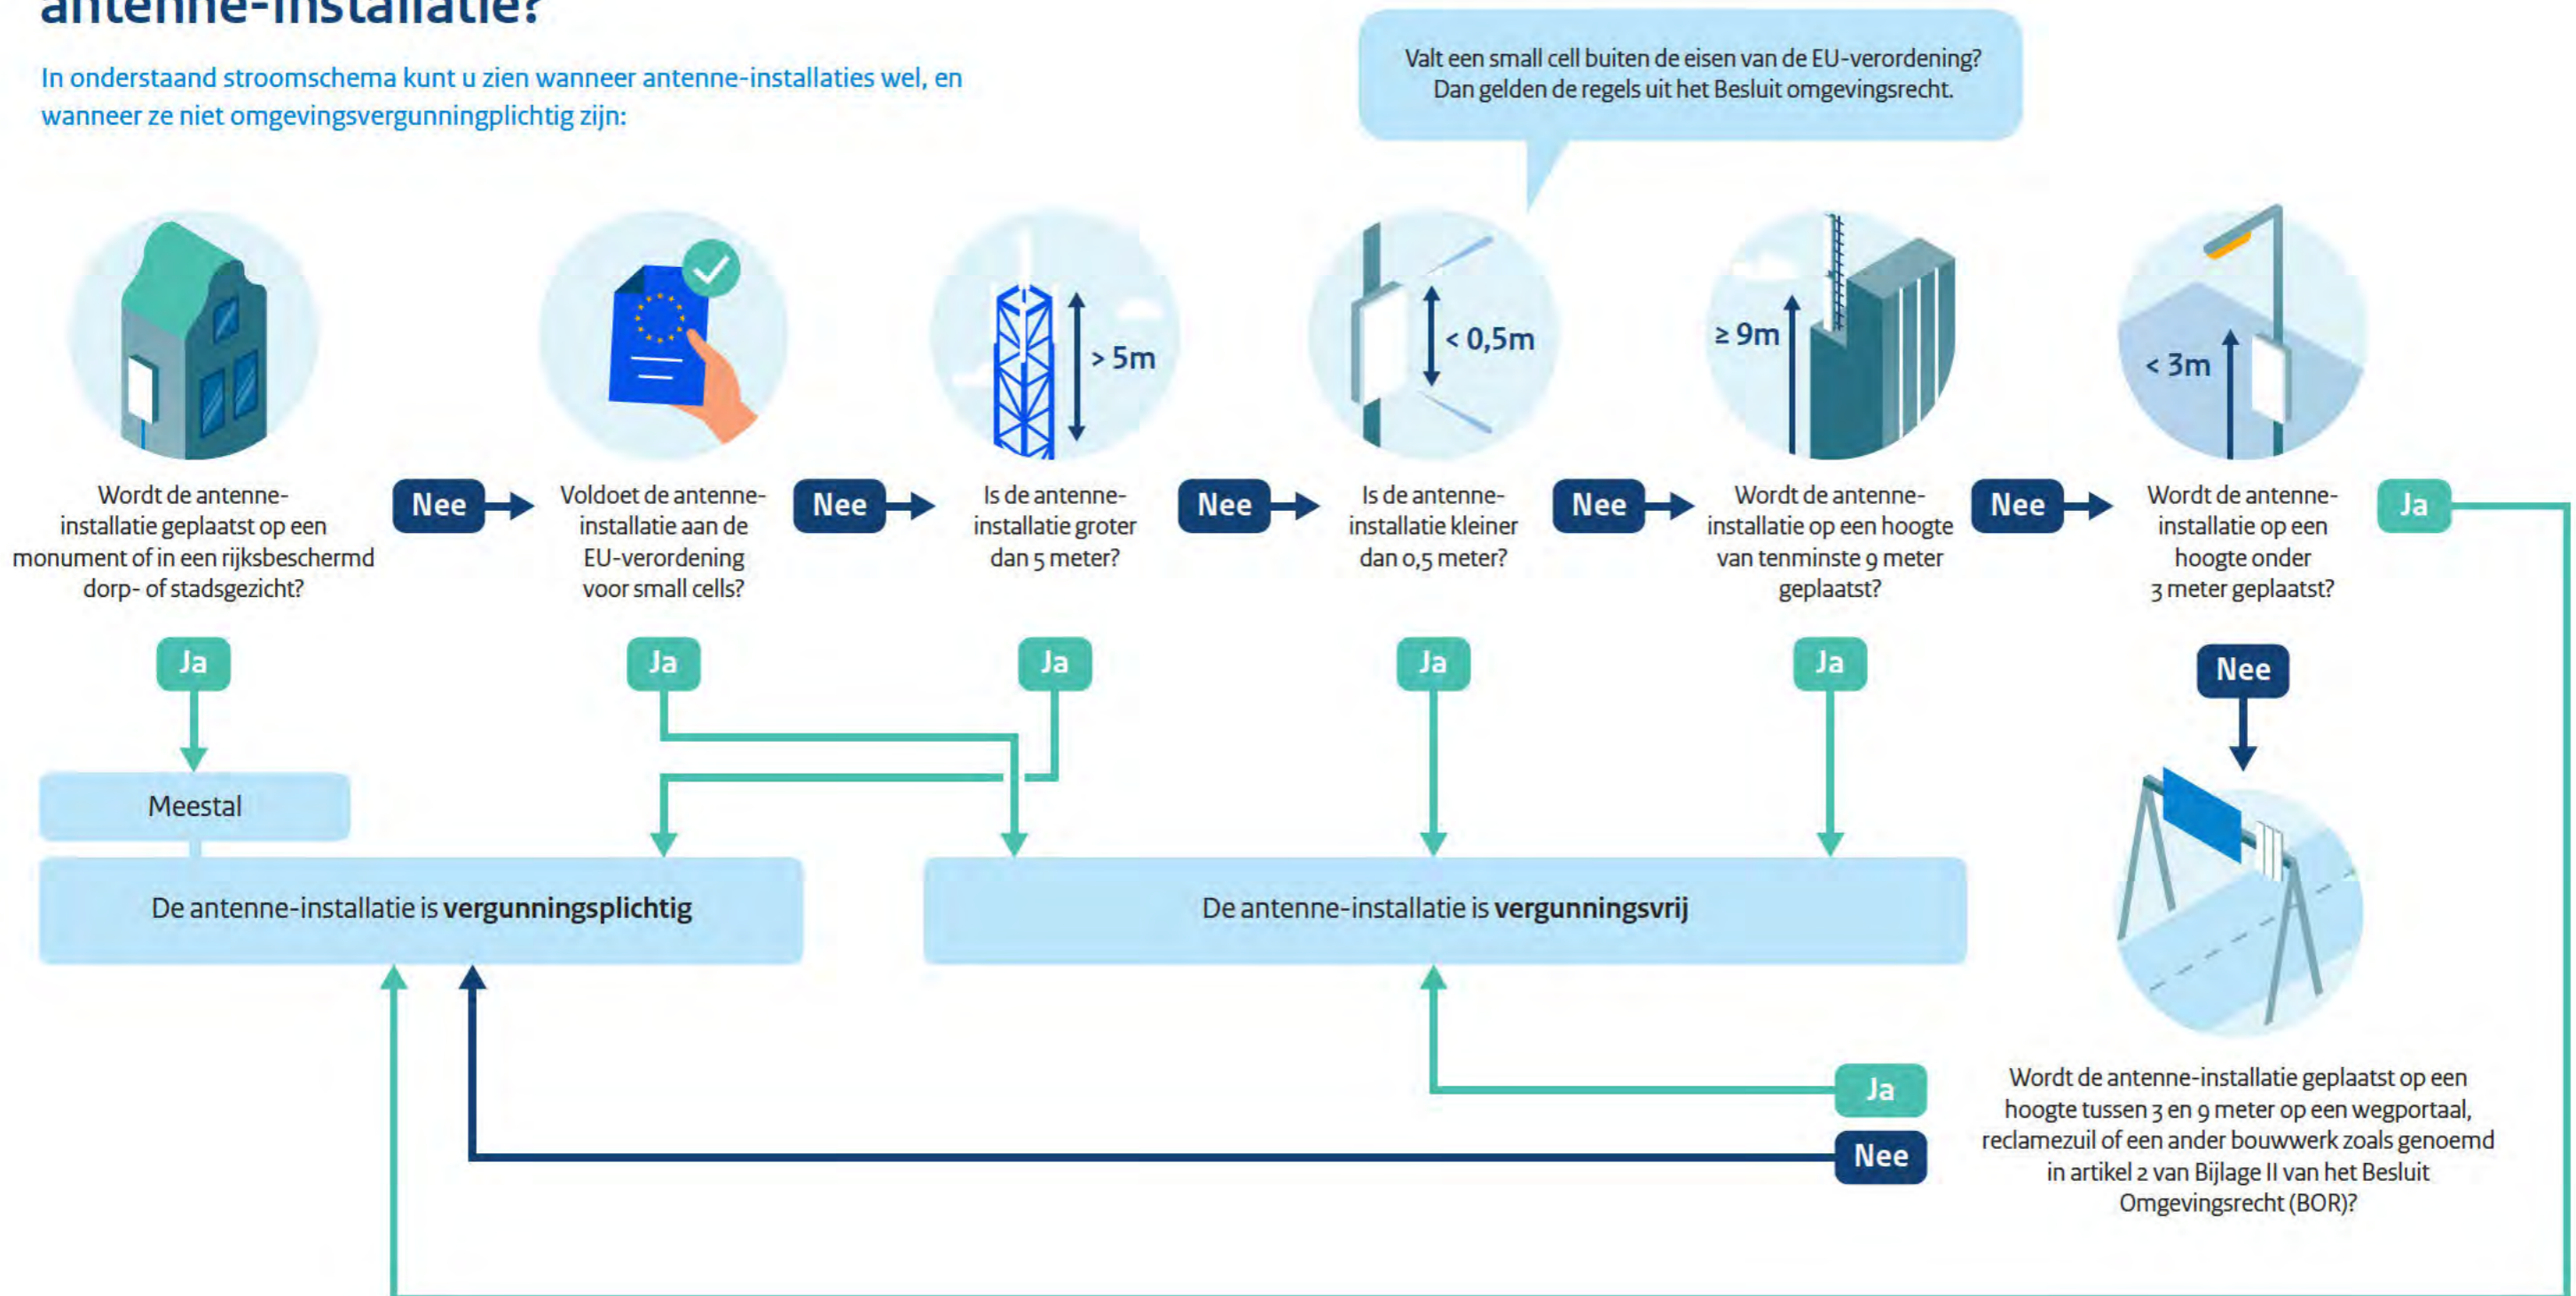 antenne-installatie?
In onderstaand stroomschema kunt u zien wanneer antenne-installaties wel, en
wanneer ze niet omgevingsvergunningplichtig zijn:
Valt een small cell buiten de eisen van de EU-verordening?
Dan gelden de regels uit het Besluit omgevingsrecht.
> 5m
< 0,5m
≥ 9m
< 3m
Wordt de antenne-
installatie geplaatst op een
monument of in een rijksbeschermd
dorp- of stadsgezicht?
Nee
Voldoet de antenne-
installatie aan de
EU-verordening
voor small cells?
Nee
Is de antenne-
installatie groter
dan 5 meter?
Nee
Is de antenne-
installatie kleiner
dan 0,5 meter?
Nee
Wordt de antenne-
installatie op een hoogte
van tenminste 9 meter
geplaatst?
Nee
Wordt de antenne-
installatie op een
hoogte onder
3 meter geplaatst?
Ja
Ja
Ja
Ja
Ja
Ja
Nee
Meestal
De antenne-installatie is vergunningsplichtig
De antenne-installatie is vergunningsvrij
Ja
Nee
Wordt de antenne-installatie geplaatst op een
hoogte tussen 3 en 9 meter op een wegportaal,
reclamezuil of een ander bouwwerk zoals genoemd
in artikel 2 van Bijlage II van het Besluit
Omgevingsrecht (BOR)?